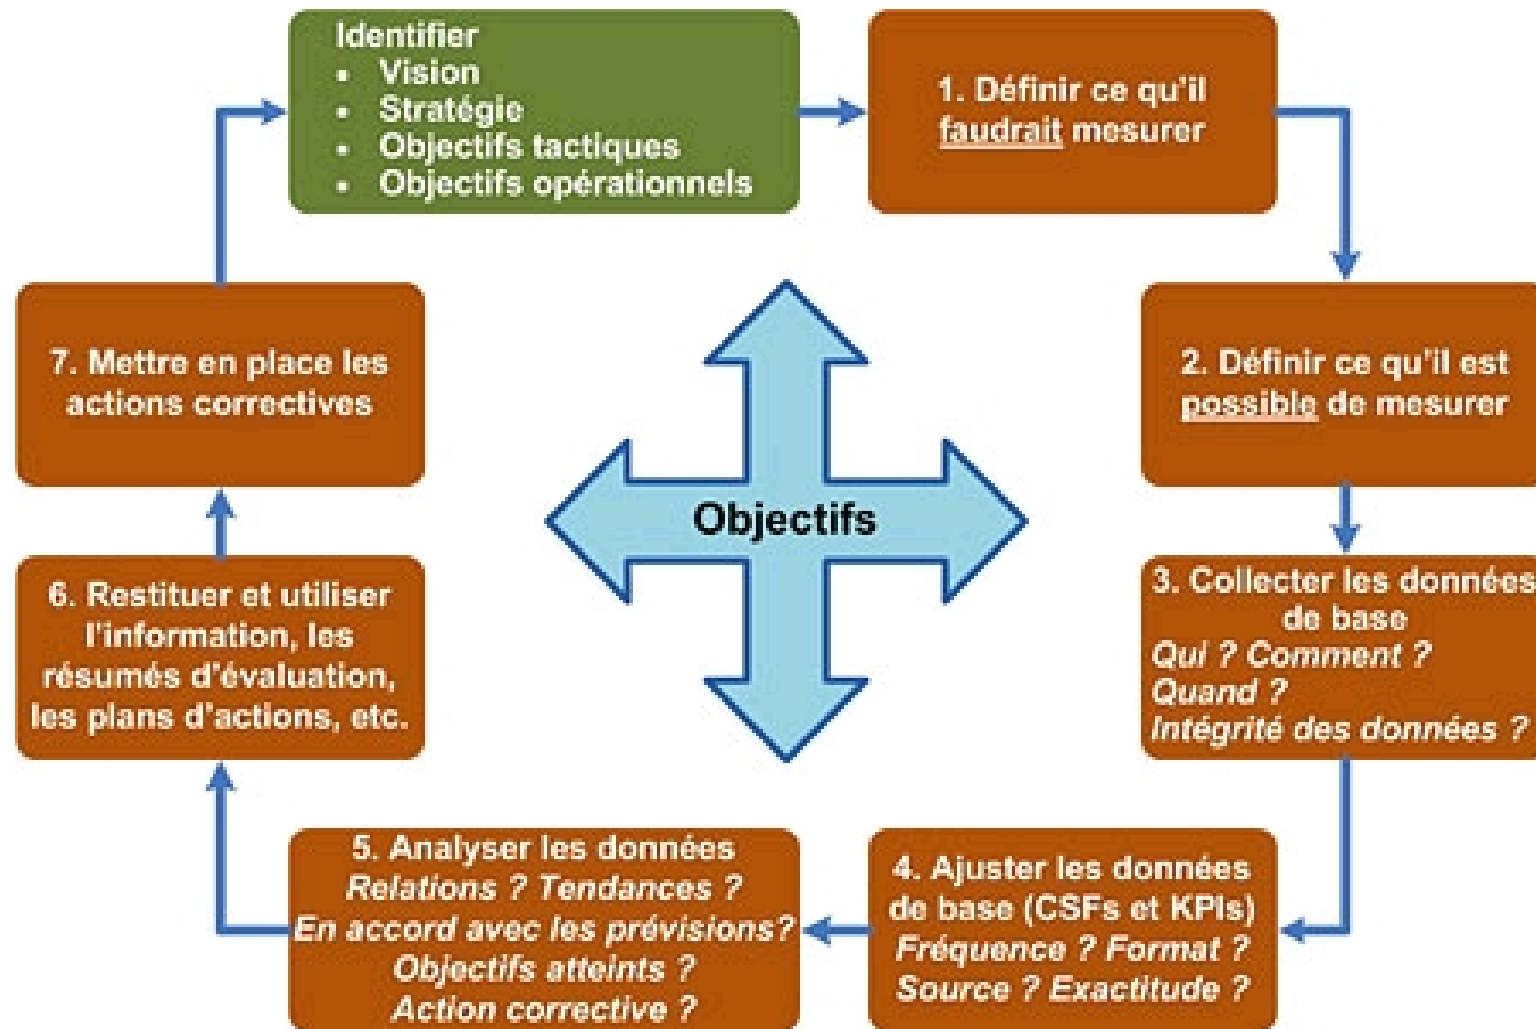 Identifier
• Vision
• Stratégie
• Objectifs tactiques
• Objectifs opérationnels
1. Définir ce qu'il
faudrait mesurer
2. Définir ce qu'il est
possible de mesurer
3. Collecter les données
de base
Qui ? Comment ?
Quand ?
Intégrité des données ?
4. Ajuster les données
de base (CSFs et KPIs)
Fréquence ? Format ?
Source ? Exactitude ?
5. Analyser les données
Relations ? Tendances ?
En accord avec les prévisions?
Objectifs atteints ?
Action corrective ?
6. Restituer et utiliser
l'information, les
résumés d'évaluation,
les plans d'actions, etc.
7. Mettre en place les
actions correctives
Objectifs